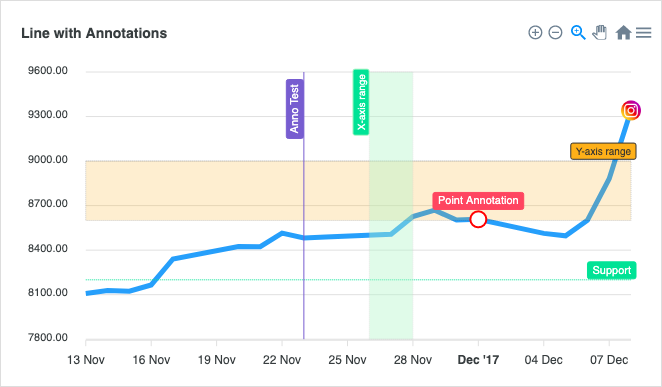 Line with Annotations
9600.00
9300.00
9000.00
8700.00
8400.00
8100.00
7800.00
Anno Test
X-axis range
Y-axis range
Point Annotation
Support
13 Nov
16 Nov
19 Nov
22 Nov
25 Nov
28 Nov
Dec '17
04 Dec
07 Dec